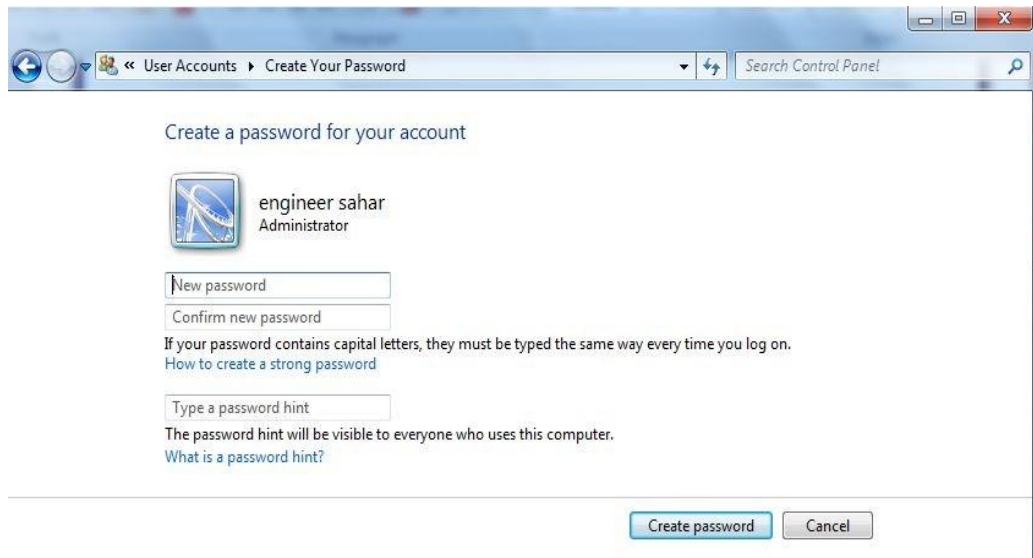 « User Accounts ▸ Create Your Password
Search Control Panel
Create a password for your account
engineer sahar
Administrator
New password
Confirm new password
If your password contains capital letters, they must be typed the same way every time you log on.
How to create a strong password
Type a password hint
The password hint will be visible to everyone who uses this computer.
What is a password hint?
Create password
Cancel